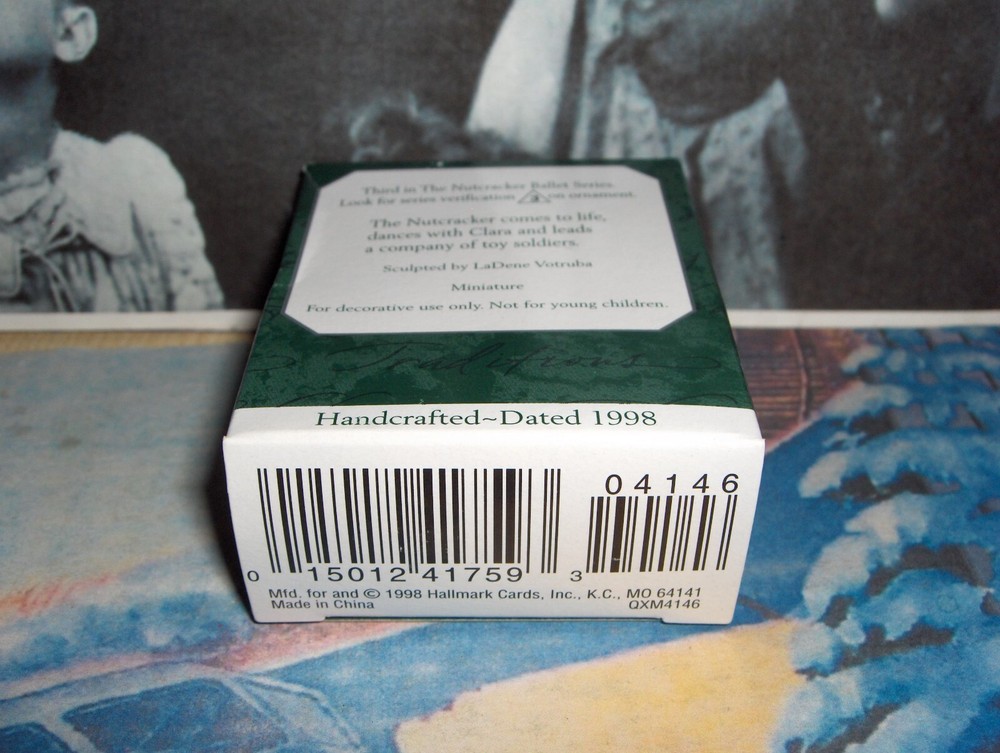 Third in The Nutcracker Ballet Series.
Look for series verification 3 on ornament.
The Nutcracker comes to life,
dances with Clara and leads
a company of toy soldiers.
Sculpted by LaDene Votruba
Miniature
For decorative use only. Not for young children.
Traditions
Handcrafted~Dated 1998
04146
0 15012 41759 3
Mfd. for and © 1998 Hallmark Cards, Inc., K.C., MO 64141
Made in China QXM4146